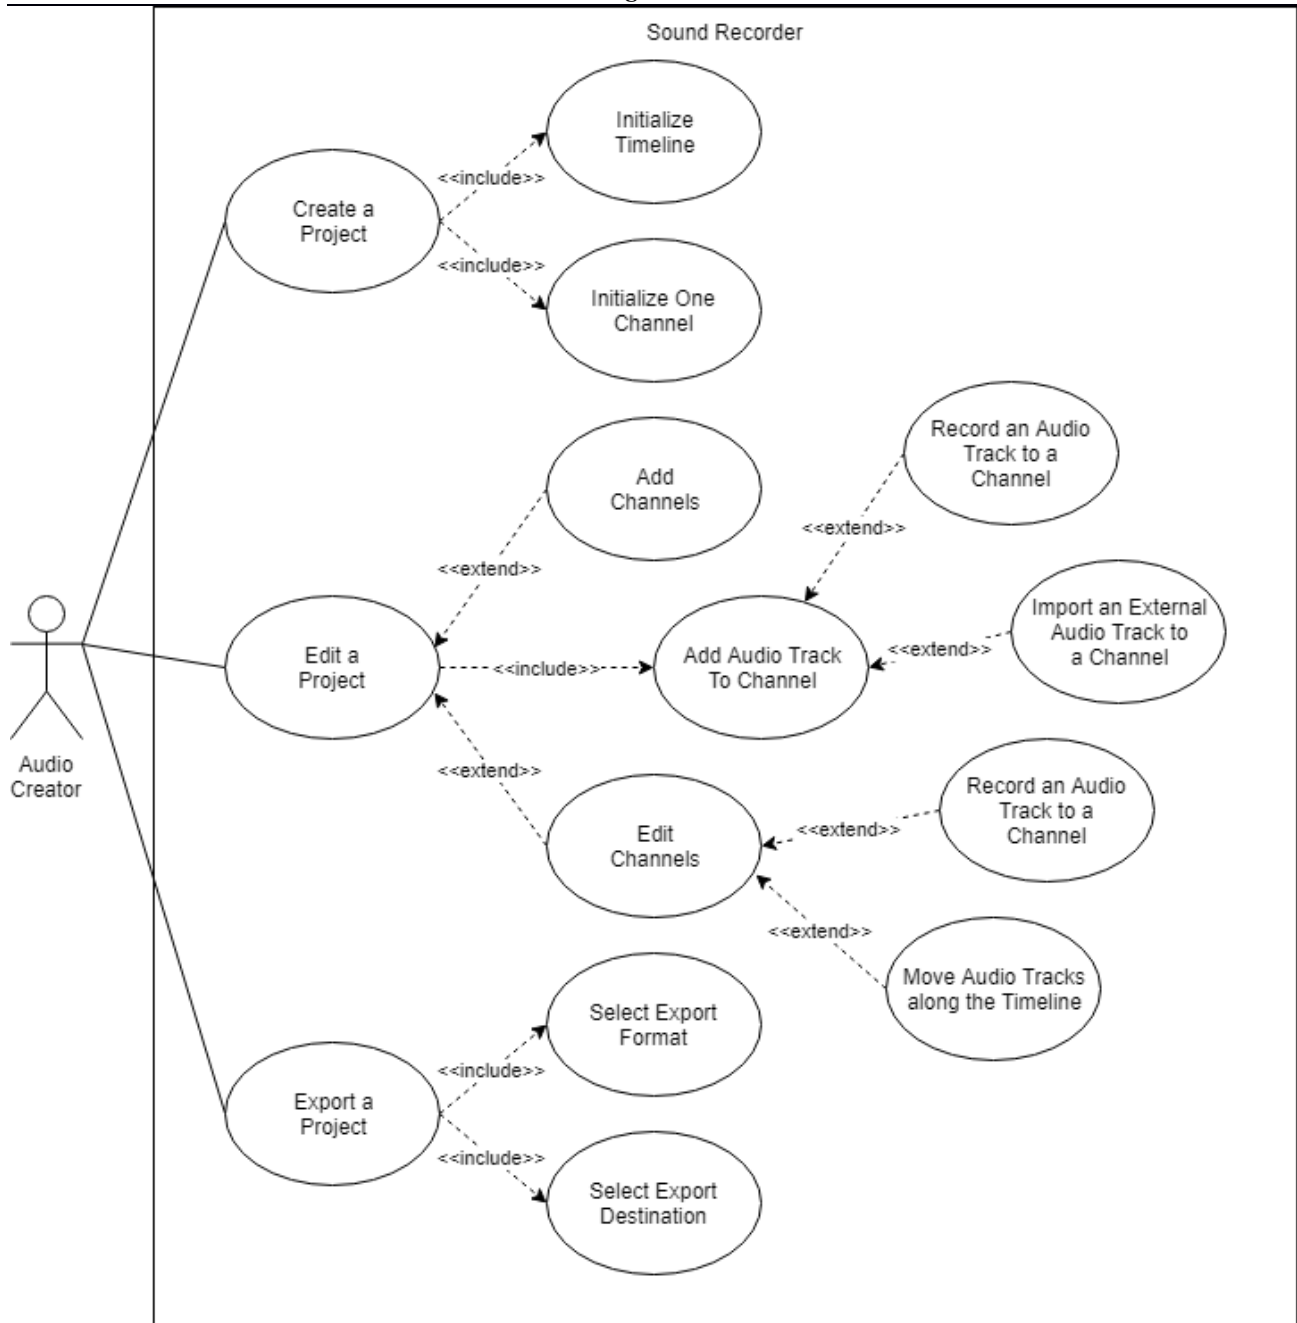 Sound Recorder
Initialize
Timeline
<<include>>
Create a
Project
<<include>>
Initialize One
Channel
Record an Audio
Track to a
Channel
Add
Channels
<<extend>>
<<extend>>
Import an External
Audio Track to
a Channel
<<extend>>
Edit a
Project
<<include>>
Add Audio Track
To Channel
Audio
Creator
<<extend>>
Record an Audio
Track to a
Channel
<<extend>>
Edit
Channels
<<extend>>
Move Audio Tracks
along the Timeline
Select Export
Format
<<include>>
Export a
Project
<<include>>
Select Export
Destination